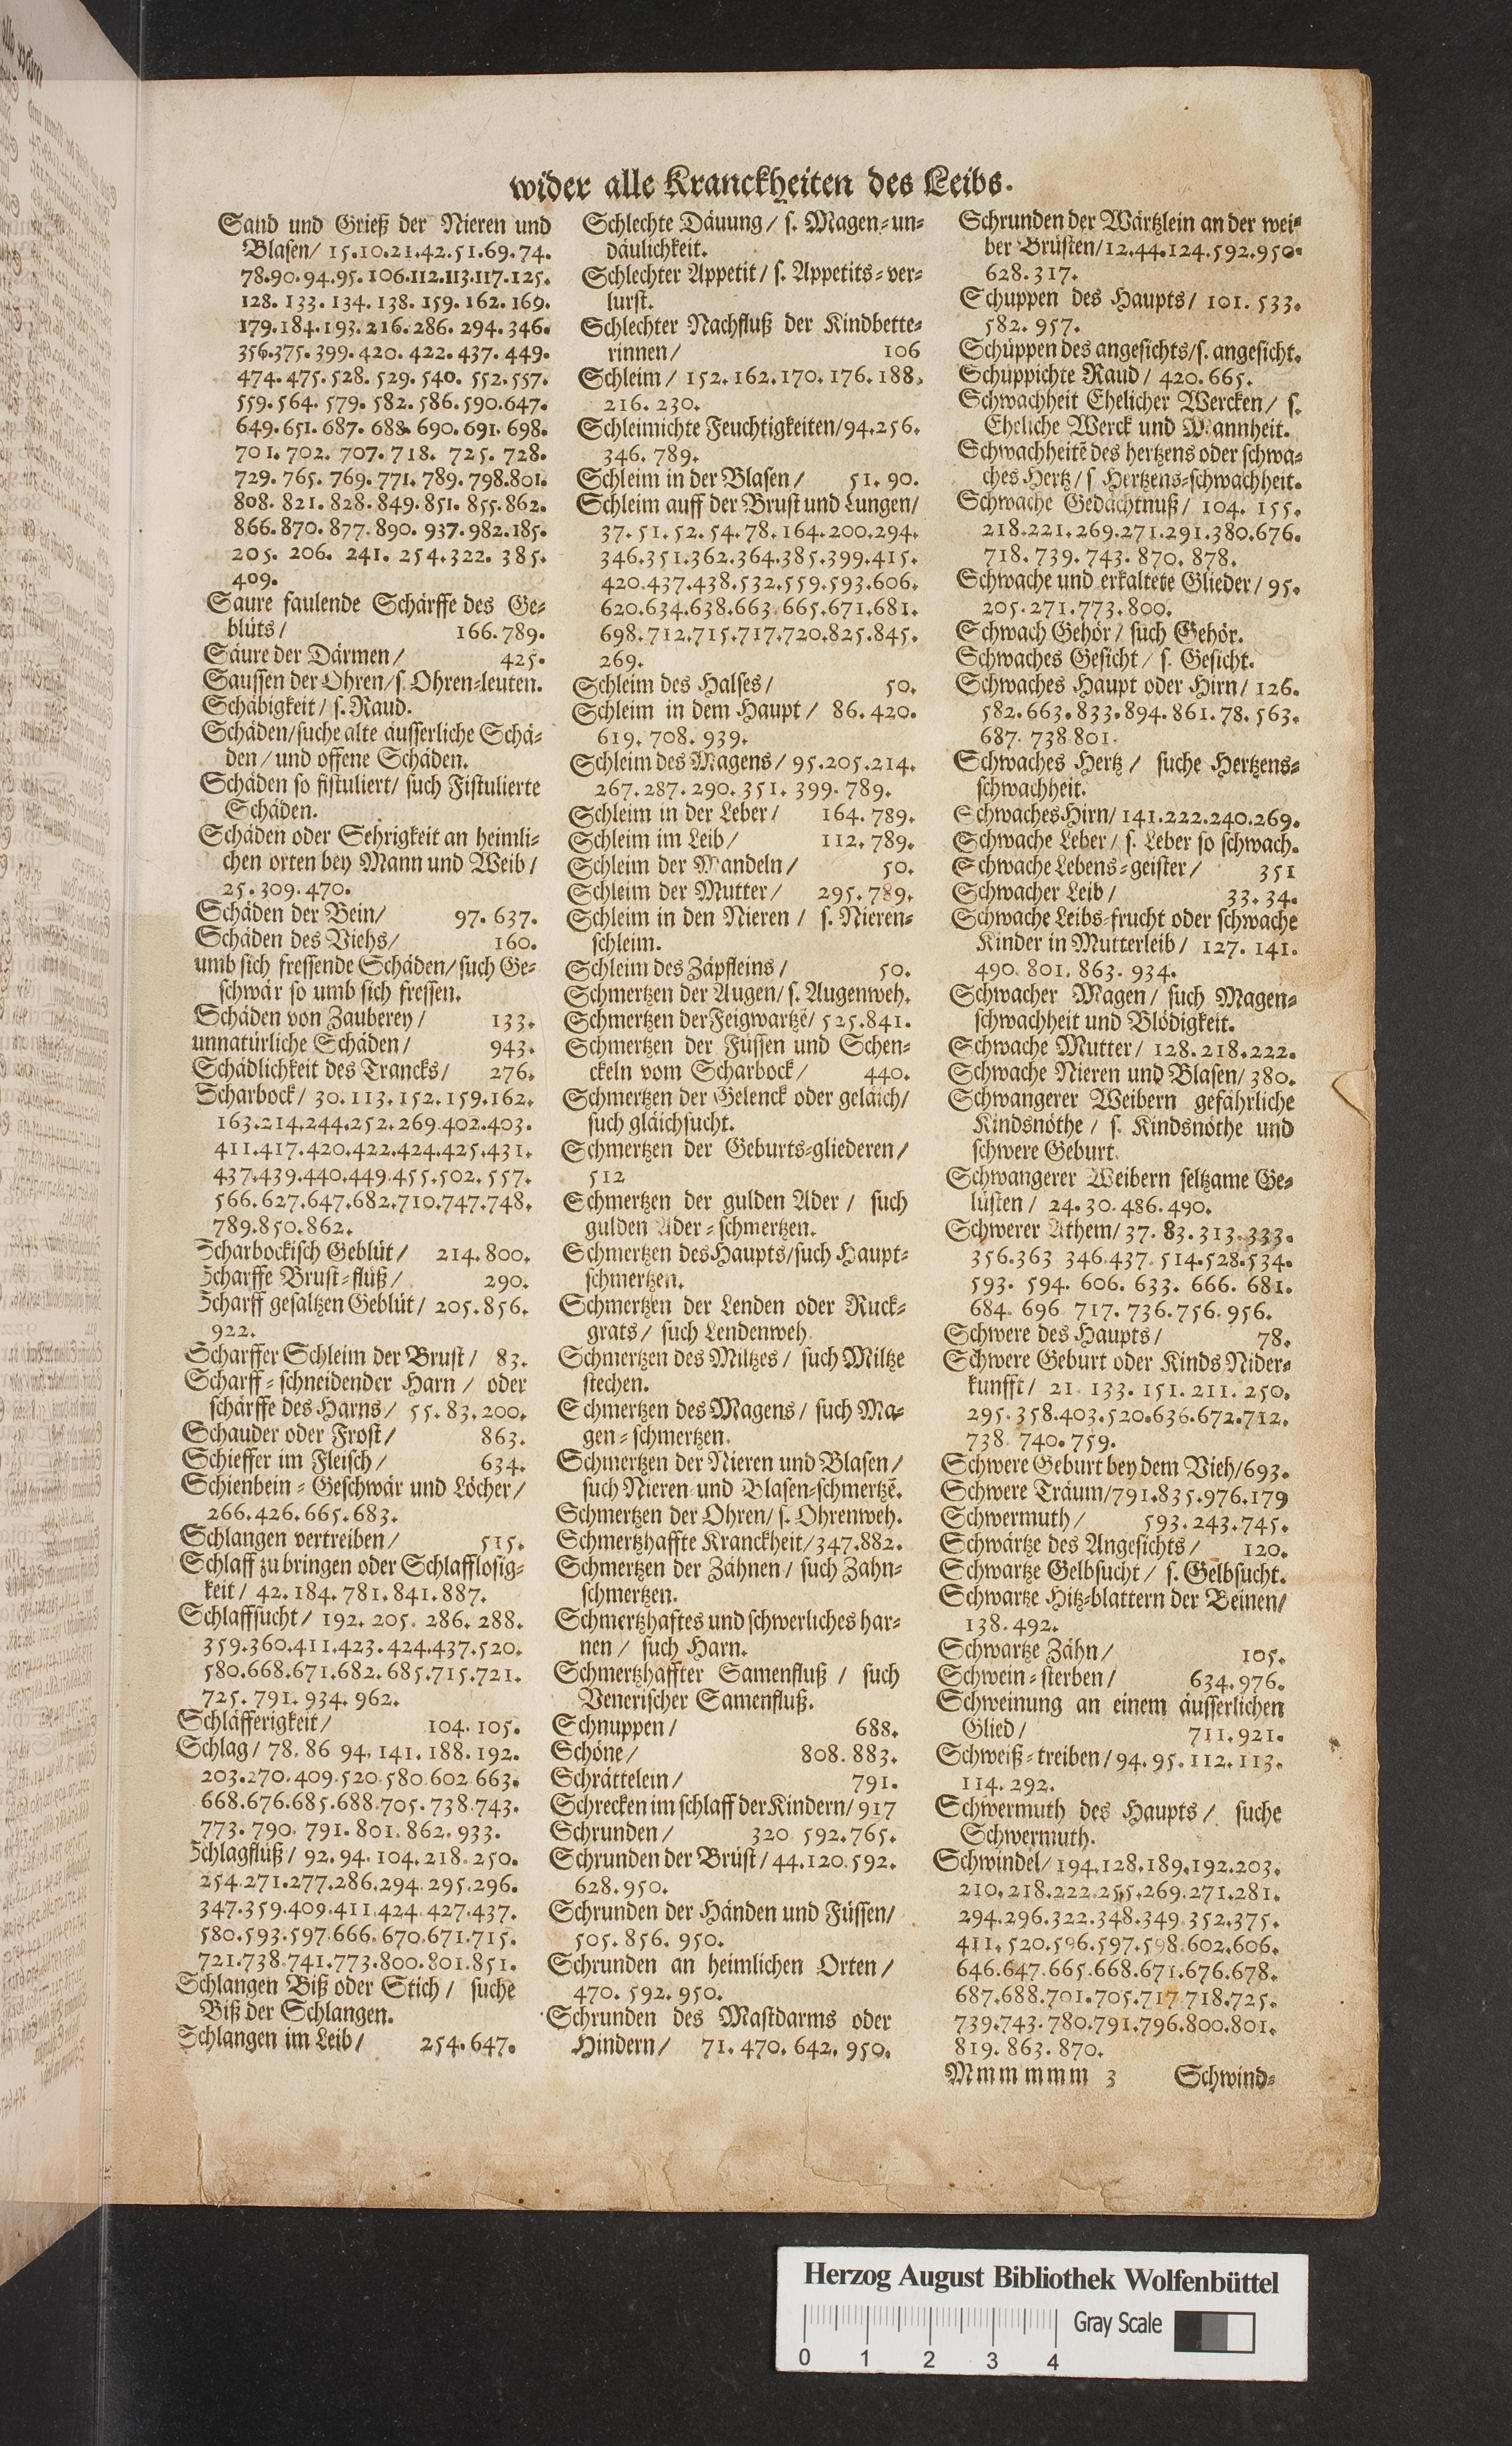 wider alle Kranckheiten des Leibs.
Sand und Grieß der Nieren und
Blasen/ 15.10.21.42.51.69.74.
78.90.94.95.106.112.113.117.125.
128.133.134.138.159.162.169.
179.184.193.216.286.294.346.
356.375.399.420.422.437.449.
474.475.528.529.540.552.557.
559.564.579.582.586.590.647.
649.651.687.688.690.691.698.
701.702.707.718.725.728.
729.765.769.771.789.798.801.
808.821.828.849.851.855.862.
866.870.877.890.937.982.185.
205.206.241.254.322.385.
409.
Saure faulende Schärffe des Ge-
blüts/ 166.789.
Säure der Därmen/ 425.
Saussen der Ohren/s. Ohren-leuten.
Schäbigkeit/ s. Raud.
Schäden/suche alte äusserliche Schä-
den/ und offene Schäden.
Schäden so fistuliert/ such Fistulierte
Schäden.
Schäden oder Sehrigkeit an heimli-
chen orten bey Mann und Weib/
25.309.470.
Schäden der Bein/ 97.637.
Schäden des Viehs/ 160.
umb sich fressende Schäden/such Ge-
schwär so umb sich fressen.
Schäden von Zauberey/ 133.
unnatürliche Schäden/ 943.
Schädlichkeit des Trancks/ 276.
Scharbock/ 30.113.152.159.162.
163.214.244.252.269.402.403.
411.417.420.422.424.425.431.
437.439.440.449.455.502.557.
566.627.647.682.710.747.748.
789.850.862.
Scharbockisch Geblüt/ 214.800.
Scharffe Brust-flüß/ 290.
Scharff gesaltzen Geblüt/ 205.856.
922.
Scharffer Schleim der Brust/ 83.
Scharff-schneidender Harn/ oder
schärffe des Harns/ 55.83.200.
Schauder oder Frost/ 863.
Schieffer im Fleisch/ 634.
Schienbein-Geschwär und Löcher/
266.426.665.683.
Schlangen vertreiben/ 515.
Schlaff zu bringen oder Schlafflosig-
keit/ 42.184.781.841.887.
Schlaffsucht/ 192.205.286.288.
359.360.411.423.424.437.520.
580.668.671.682.685.715.721.
725.791.934.962.
Schläfferigkeit/ 104.105.
Schlag/ 78.86 94.141.188.192.
203.270.409.520.580.602 663.
668.676.685.688.705.738.743.
773.790.791.801.862.933.
Schlagflüß/ 92.94.104.218.250.
254.271.277.286.294.295.296.
347.359.409.411.424.427.437.
580.593.597.666.670.671.715.
721.738.741.773.800.801.851.
Schlangen Biß oder Stich/ suche
Biß der Schlangen.
Schlangen im Leib/ 254.647.
Schlechte Däuung/ s. Magen-un-
däulichkeit.
Schlechter Appetit/ s. Appetits-ver-
lurst.
Schlechter Nachfluß der Kindbette-
rinnen/ 106
Schleim/ 152.162.170.176.188.
216.230.
Schleimichte Feuchtigkeiten/94.256.
346.789.
Schleim in der Blasen/ 51.90.
Schleim auff der Brust und Lungen/
37.51.52.54.78.164.200.294.
346.351.362.364.385.399.415.
420.437.438.532.559.593.606.
620.634.638.663.665.671.681.
698.712.715.717.720.825.845.
269.
Schleim des Halses/ 50.
Schleim in dem Haupt/ 86.420.
619.708.939.
Schleim des Magens/ 95.205.214.
267.287.290.351.399.789.
Schleim in der Leber/ 164.789.
Schleim im Leib/ 112.789.
Schleim der Mandeln/ 50.
Schleim der Mutter/ 295.789.
Schleim in den Nieren/ s. Nieren-
schleim.
Schleim des Zäpfleins/ 50.
Schmertzen der Augen/ s. Augenweh.
Schmertzen der Feigwartzē/ 525.841.
Schmertzen der Füssen und Schen-
ckeln vom Scharbock/ 440.
Schmertzen der Gelenck oder geläich/
such gläichsucht.
Schmertzen der Geburts-gliederen/
512
Schmertzen der gulden Ader/ such
gulden Ader-schmertzen.
Schmertzen des Haupts/such Haupt-
schmertzen.
Schmertzen der Lenden oder Ruck-
grats/ such Lendenweh.
Schmertzen des Miltzes/ such Miltze
stechen.
Schmertzen des Magens/ such Ma-
gen-schmertzen.
Schmertzen der Nieren und Blasen/
such Nieren und Blasen-schmertzē.
Schmertzen der Ohren/ s. Ohrenweh.
Schmertzhaffte Kranckheit/347.882.
Schmertzen der Zähnen/ such Zahn-
schmertzen.
Schmertzhaftes und schwerliches har-
nen/ such Harn.
Schmertzhaffter Samenfluß/ such
Venerischer Samenfluß.
Schnuppen/ 688.
Schöne/ 808.883.
Schrättelein/ 791.
Schrecken im schlaff der Kindern/ 917
Schrunden/ 320 592.765.
Schrunden der Brüst/ 44.120.592.
628.950.
Schrunden der Händen und Füssen/
505.856.950.
Schrunden an heimlichen Orten/
470.592.950.
Schrunden des Mastdarms oder
Hindern/ 71.470.642.950.
Schrunden der Wärtzlein an der wei-
ber Brüsten/12.44.124.592.950.
628.317.
Schuppen des Haupts/ 101.533.
582.957.
Schüppen des angesichts/s. angesicht.
Schüppichte Raud/ 420.665.
Schwachheit Ehelicher Wercken/ s.
Eheliche Werck und Mannheit.
Schwachheitē des hertzens oder schwa-
ches Hertz/ s Hertzens-schwachheit.
Schwache Gedächtnuß/ 104.155.
218.221.269.271.291.380.676.
718.739.743.870.878.
Schwache und erkaltete Glieder/ 95.
205.271.773.800.
Schwach Gehör/ such Gehör.
Schwaches Gesicht/ s. Gesicht.
Schwaches Haupt oder Hirn/ 126.
582.663.833.894.861.78.563.
687.738.801.
Schwaches Hertz/ suche Hertzens-
schwachheit.
Schwaches Hirn/ 141.222.240.269.
Schwache Leber/ s. Leber so schwach.
Schwache Lebens-geister/ 351
Schwacher Leib/ 33.34.
Schwache Leibs-frucht oder schwache
Kinder in Mutterleib/ 127.141.
490.801.863.934.
Schwacher Magen/ such Magen-
schwachheit und Blödigkeit.
Schwache Mutter/ 128.218.222.
Schwache Nieren und Blasen/ 380.
Schwangerer Weibern gefährliche
Kindsnöthe/ s. Kindsnöthe und
schwere Geburt.
Schwangerer Weibern seltzame Ge-
lüsten/ 24.30.486.490.
Schwerer Athem/ 37.83.313.333.
356.363 346.437.514.528.534.
593.594.606.633.666.681.
684.696 717.736.756.956.
Schwere des Haupts/ 78.
Schwere Geburt oder Kinds Nider-
kunfft/ 21 133.151.211.250.
295.358.403.520.636.672.712.
738.740.759.
Schwere Geburt bey dem Vieh/693.
Schwere Träum/791.835.976.179
Schwermuth/ 593.243.745.
Schwärtze des Angesichts/ 120.
Schwartze Gelbsucht/ s. Gelbsucht.
Schwartze Hitz-blattern der Beinen/
138.492.
Schwartze Zähn/ 105.
Schwein-sterben/ 634.976.
Schweinung an einem äusserlichen
Glied/ 711.921.
Schweiß-treiben/ 94.95.112.113.
114.292.
Schwermuth des Haupts/ suche
Schwermuth.
Schwindel/ 194.128.189.192.203.
210.218.222.255.269.271.281.
294.296.322.348.349.352.375.
411.520.596.597.598.602.606.
646.647.665.668.671.676.678.
687.688.701.705.717.718.725.
739.743.780.791.796.800.801.
819.863.870.
Mmmmmm 3 Schwind-
Herzog August Bibliothek Wolfenbüttel
Gray Scale
0 1 2 3 4